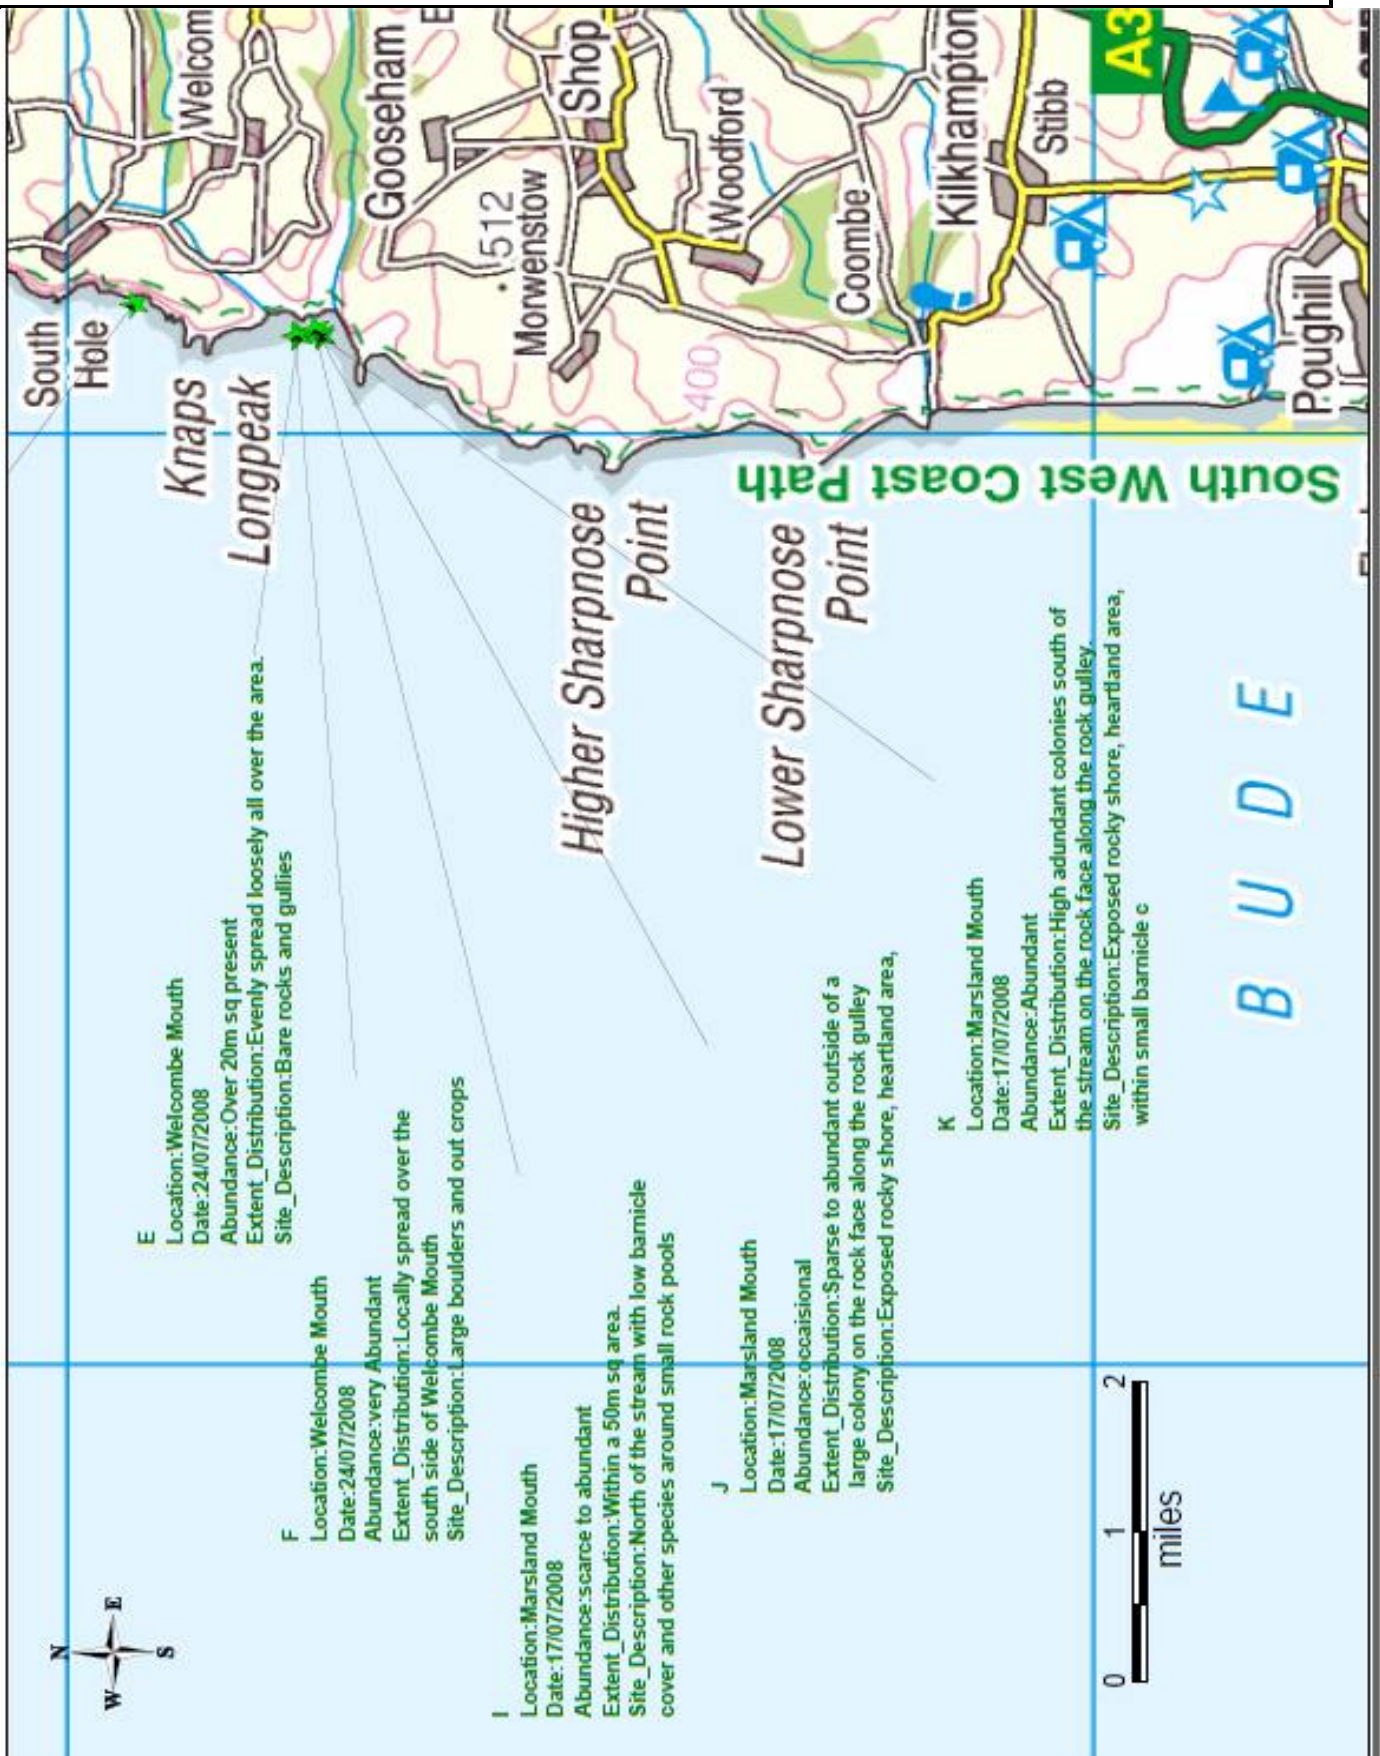 South
Hole
Welcom
Knaps
Longpeak
Gooseham
E
Shop
512
Morwenstow
Woodford
400
Coombe
Kilkhampton
Stibb
A3
Poughill
South West Coast Path
Higher Sharpnose
Point
Lower Sharpnose
Point
B U D E
E
Location:Welcombe Mouth
Date:24/07/2008
Abundance:Over 20m sq present
Extent_Distribution:Evenly spread loosely all over the area.
Site_Description:Bare rocks and gullies
F
Location:Welcombe Mouth
Date:24/07/2008
Abundance:very Abundant
Extent_Distribution:Locally spread over the
south side of Welcombe Mouth
Site_Description:Large boulders and out crops
I
Location:Marsland Mouth
Date:17/07/2008
Abundance:scarce to abundant
Extent_Distribution:Within a 50m sq area.
Site_Description:North of the stream with low barnicle
cover and other species around small rock pools
J
Location:Marsland Mouth
Date:17/07/2008
Abundance:occaisional
Extent_Distribution:Sparse to abundant outside of a
large colony on the rock face along the rock gulley
Site_Description:Exposed rocky shore, heartland area,
K
Location:Marsland Mouth
Date:17/07/2008
Abundance:Abundant
Extent_Distribution:High adundant colonies south of
the stream on the rock face along the rock gulley.
Site_Description:Exposed rocky shore, heartland area,
within small barnicle c
N
W E
S
0 1 2
miles